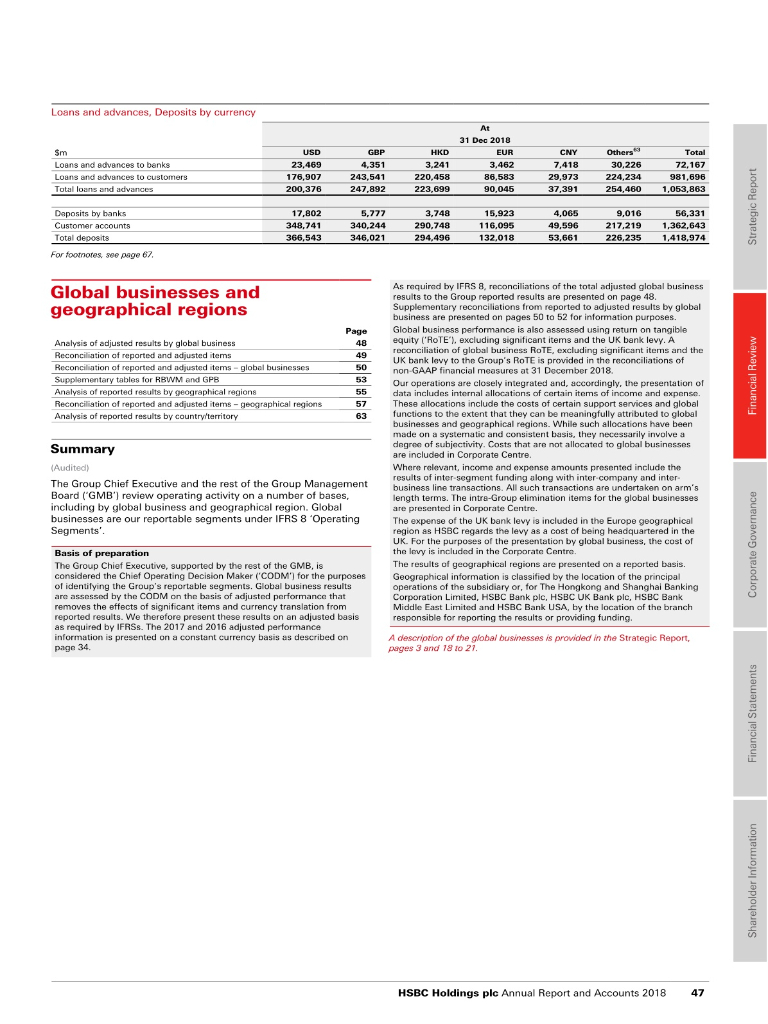 Loans and advances, Deposits by currency
At
31 Dec 2018
$m USD GBP HKD EUR CNY Others63 Total
Loans and advances to banks 23,469 4,351 3,241 3,462 7,418 30,226 72,167
Loans and advances to customers 176,907 243,541 220,458 86,583 29,973 224,234 981,696
Total loans and advances 200,376 247,892 223,699 90,045 37,391 254,460 1,053,863
Deposits by banks 17,802 5,777 3,748 15,923 4,065 9,016 56,331
Customer accounts 348,741 340,244 290,748 116,095 49,596 217,219 1,362,643
Total deposits 366,543 346,021 294,496 132,018 53,661 226,235 1,418,974
For footnotes, see page 67.
Global businesses and
geographical regions
Page
Analysis of adjusted results by global business 48
Reconciliation of reported and adjusted items 49
Reconciliation of reported and adjusted items – global businesses 50
Supplementary tables for RBWM and GPB 53
Analysis of reported results by geographical regions 55
Reconciliation of reported and adjusted items – geographical regions 57
Analysis of reported results by country/territory 63
Summary
(Audited)
The Group Chief Executive and the rest of the Group Management
Board ('GMB') review operating activity on a number of bases,
including by global business and geographical region. Global
businesses are our reportable segments under IFRS 8 'Operating
Segments'.
Basis of preparation
The Group Chief Executive, supported by the rest of the GMB, is
considered the Chief Operating Decision Maker ('CODM') for the purposes
of identifying the Group's reportable segments. Global business results
are assessed by the CODM on the basis of adjusted performance that
removes the effects of significant items and currency translation from
reported results. We therefore present these results on an adjusted basis
as required by IFRSs. The 2017 and 2016 adjusted performance
information is presented on a constant currency basis as described on
page 34.
As required by IFRS 8, reconciliations of the total adjusted global business
results to the Group reported results are presented on page 48.
Supplementary reconciliations from reported to adjusted results by global
business are presented on pages 50 to 52 for information purposes.
Global business performance is also assessed using return on tangible
equity ('RoTE'), excluding significant items and the UK bank levy. A
reconciliation of global business RoTE, excluding significant items and the
UK bank levy to the Group's RoTE is provided in the reconciliations of
non-GAAP financial measures at 31 December 2018.
Our operations are closely integrated and, accordingly, the presentation of
data includes internal allocations of certain items of income and expense.
These allocations include the costs of certain support services and global
functions to the extent that they can be meaningfully attributed to global
businesses and geographical regions. While such allocations have been
made on a systematic and consistent basis, they necessarily involve a
degree of subjectivity. Costs that are not allocated to global businesses
are included in Corporate Centre.
Where relevant, income and expense amounts presented include the
results of inter-segment funding along with inter-company and inter-
business line transactions. All such transactions are undertaken on arm's
length terms. The intra-Group elimination items for the global businesses
are presented in Corporate Centre.
The expense of the UK bank levy is included in the Europe geographical
region as HSBC regards the levy as a cost of being headquartered in the
UK. For the purposes of the presentation by global business, the cost of
the levy is included in the Corporate Centre.
The results of geographical regions are presented on a reported basis.
Geographical information is classified by the location of the principal
operations of the subsidiary or, for The Hongkong and Shanghai Banking
Corporation Limited, HSBC Bank plc, HSBC UK Bank plc, HSBC Bank
Middle East Limited and HSBC Bank USA, by the location of the branch
responsible for reporting the results or providing funding.
A description of the global businesses is provided in the Strategic Report,
pages 3 and 18 to 21.
Strategic Report
Financial Review
Corporate Governance
Financial Statements
Shareholder Information
HSBC Holdings plc Annual Report and Accounts 2018 47